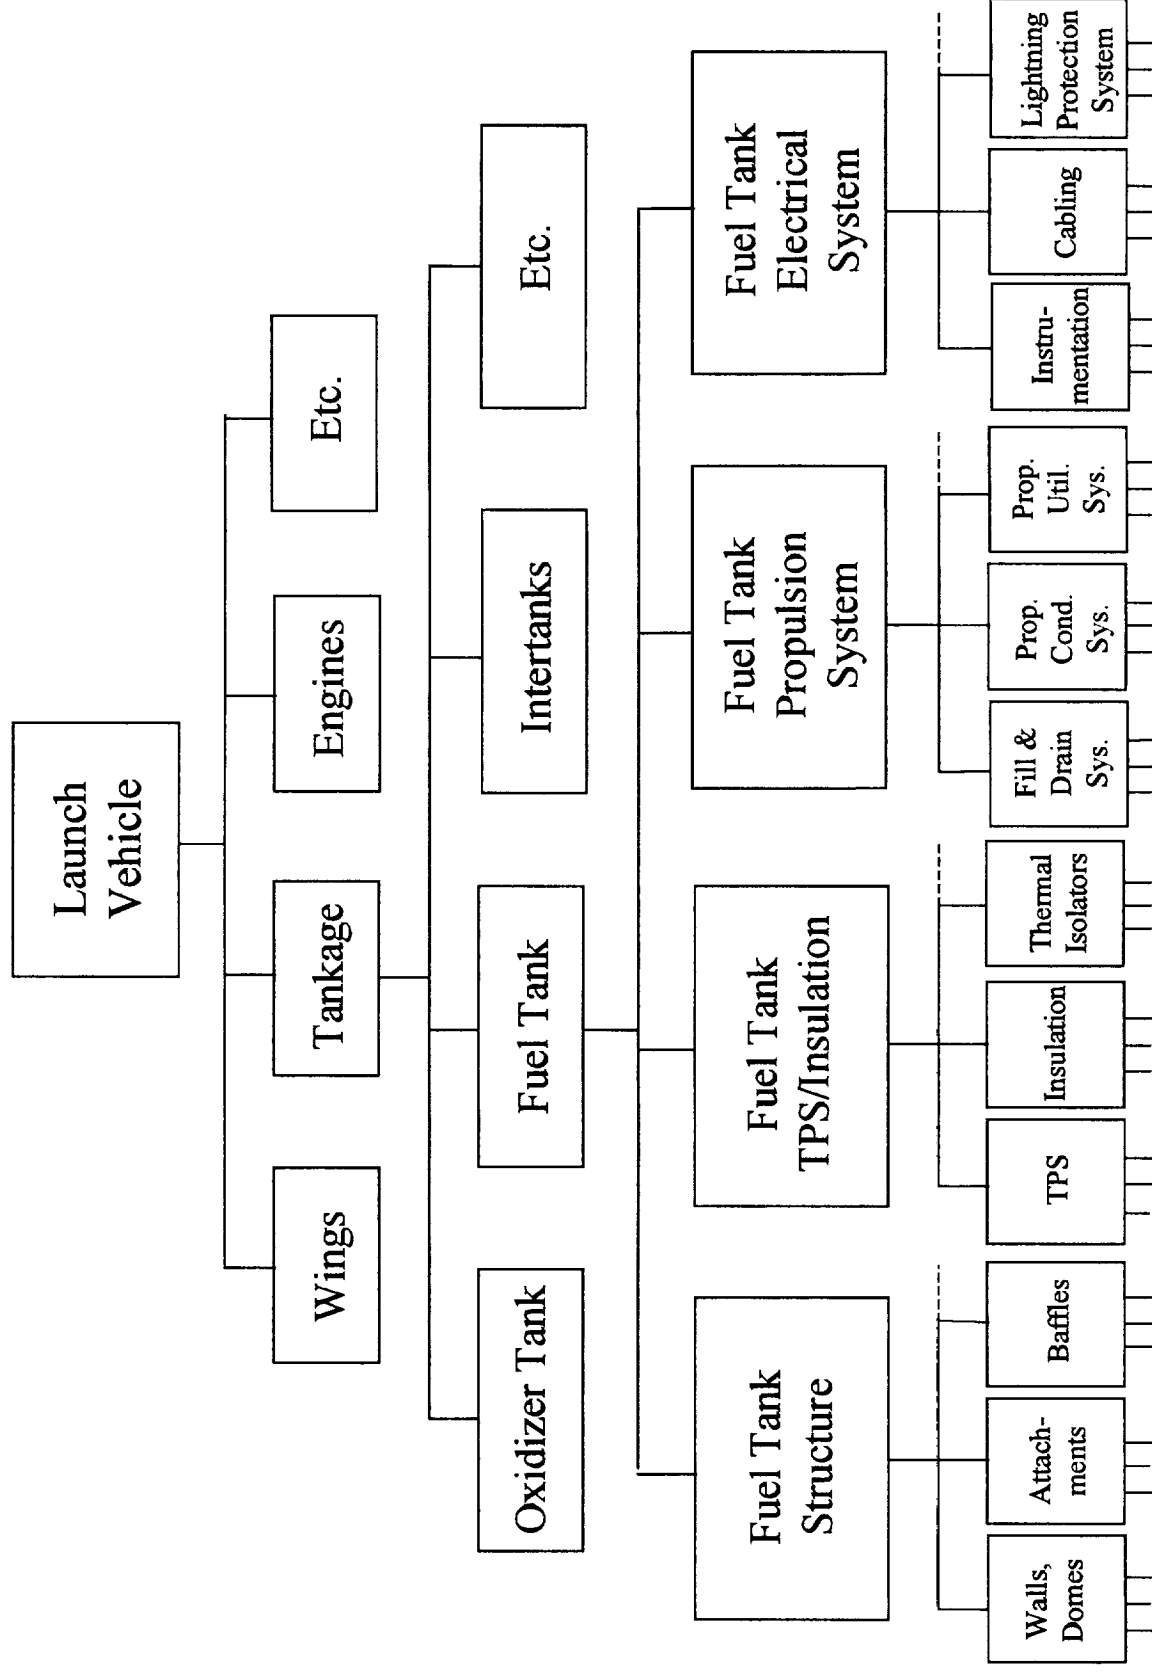 Launch
Vehicle
Wings
Tankage
Engines
Etc.
Oxidizer Tank
Fuel Tank
Intertanks
Etc.
Fuel Tank
Structure
Fuel Tank
TPS/Insulation
Fuel Tank
Propulsion
System
Fuel Tank
Electrical
System
Walls,
Domes
Attach-
ments
Baffles
TPS
Insulation
Thermal
Isolators
Fill &
Drain
Sys.
Prop.
Cond.
Sys.
Prop.
Util.
Sys.
Instru-
mentation
Cabling
Lightning
Protection
System